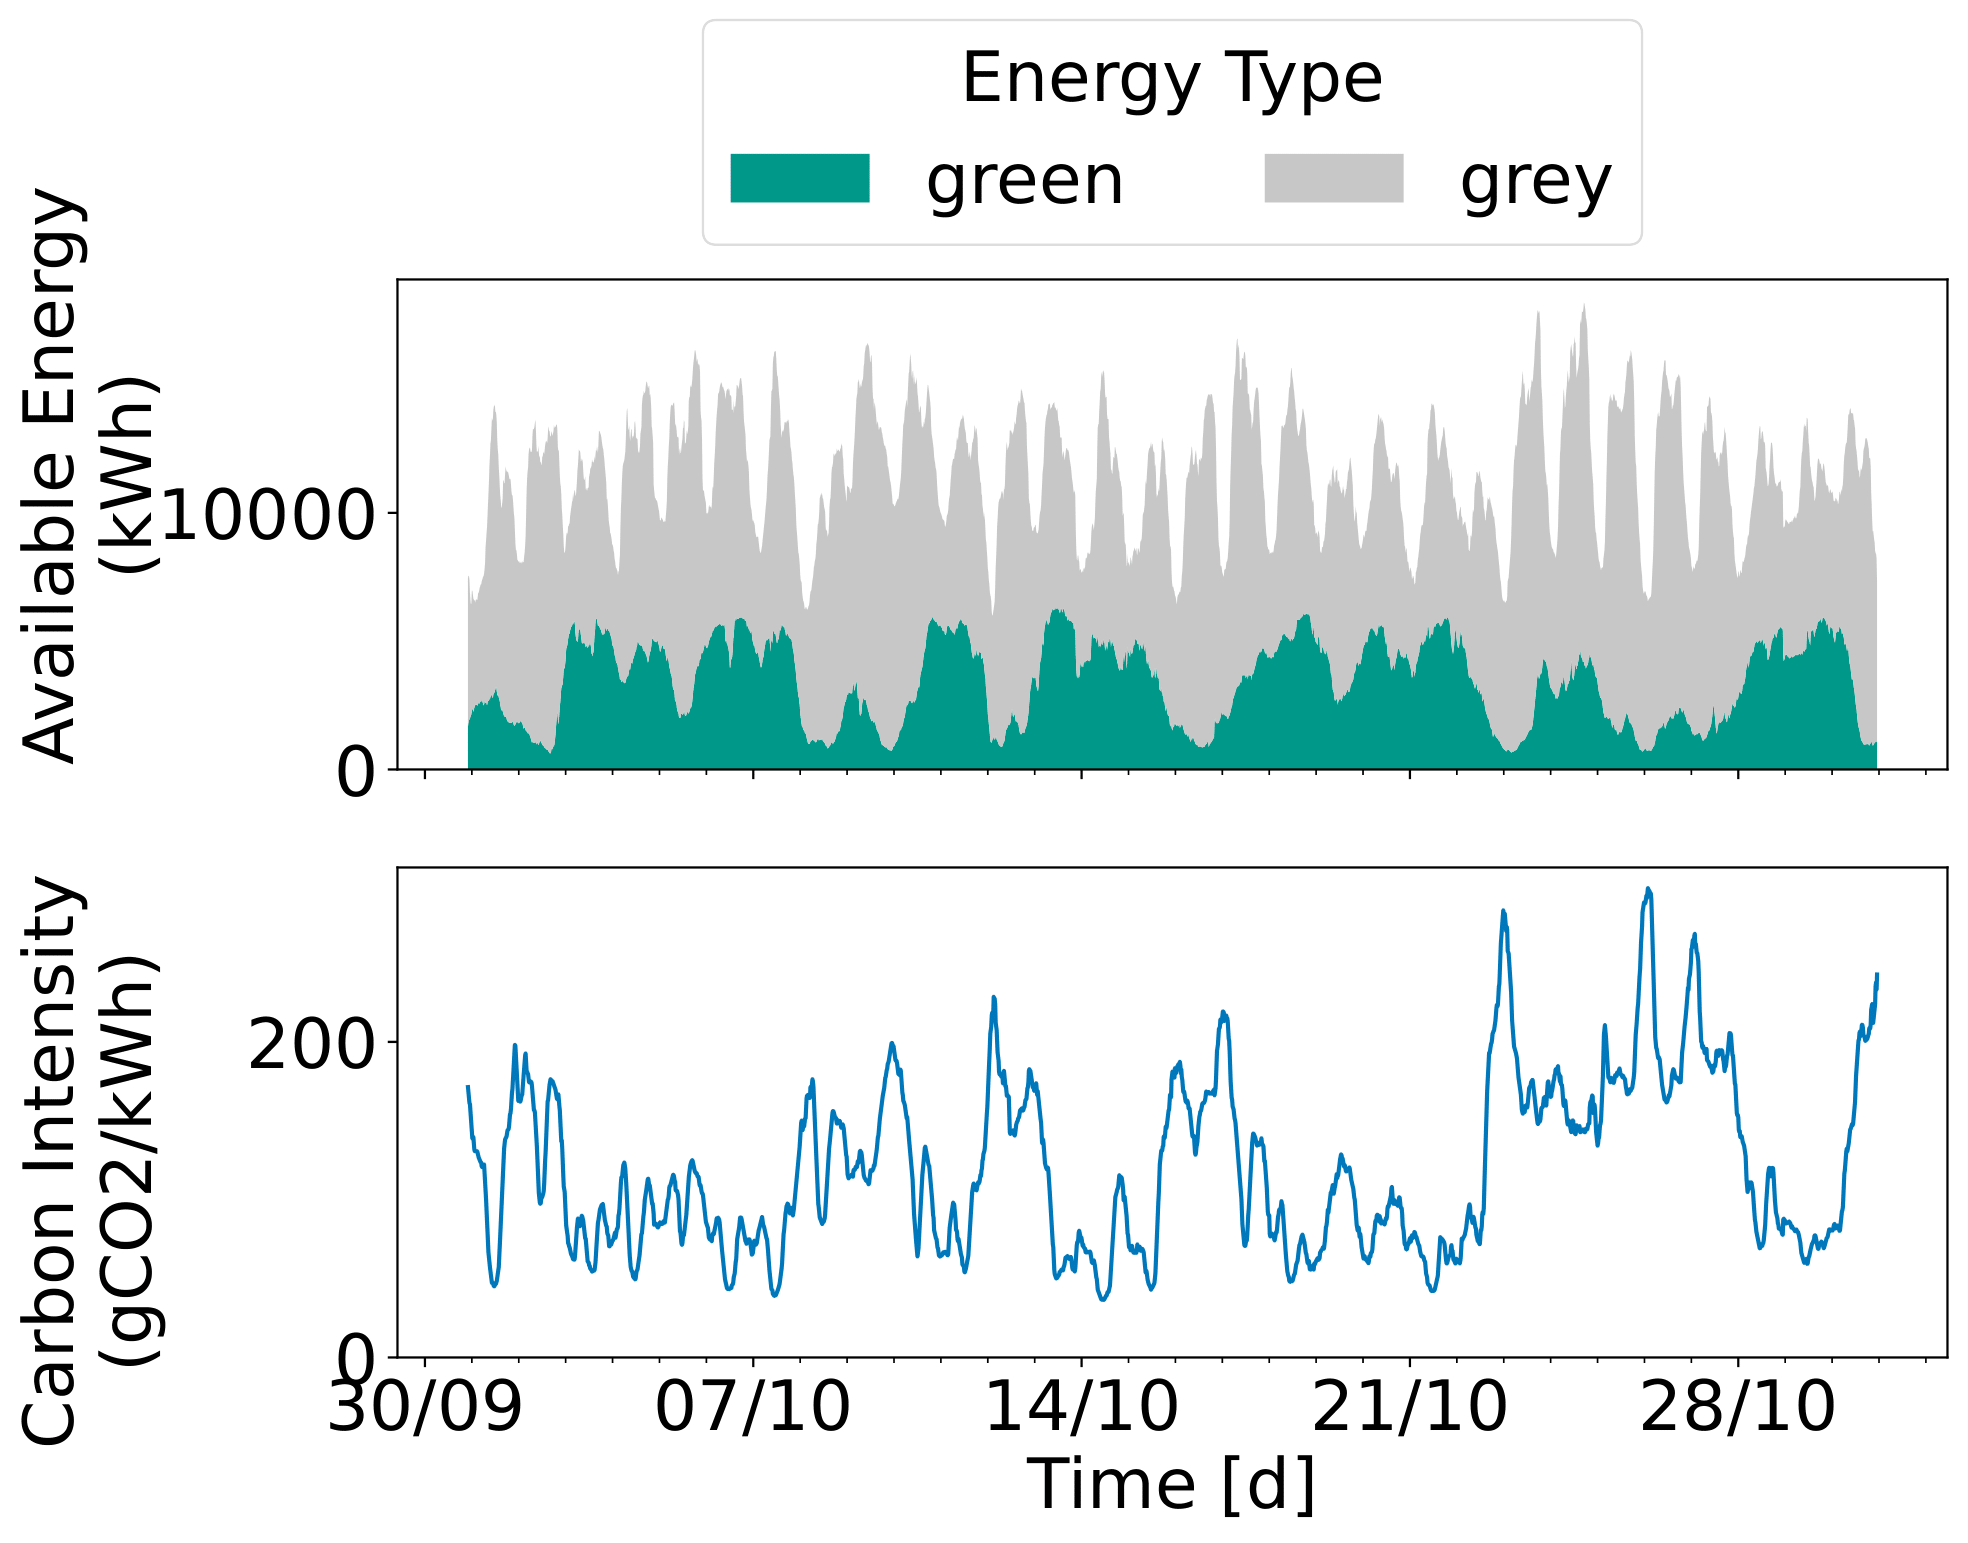 Energy Type
green grey
Available Energy
(kWh)
10000
0
Carbon Intensity
(gCO2/kWh)
200
0
30/09 07/10 14/10 21/10 28/10
Time [d]